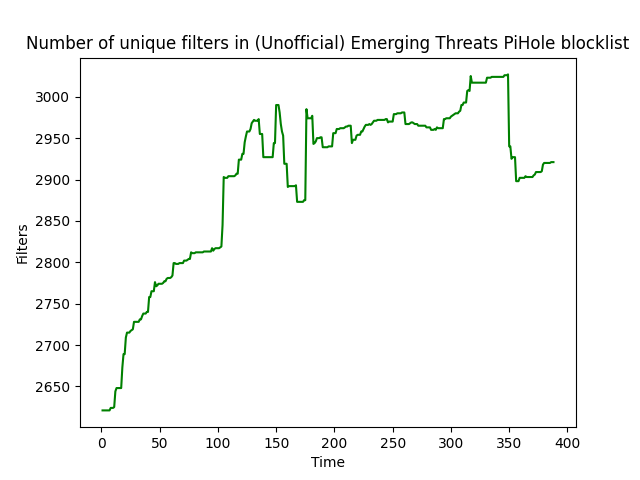 Number of unique filters in (Unofficial) Emerging Threats PiHole blocklist
3000
2950
2900
2850
2800
2750
2700
2650
Filters
0 50 100 150 200 250 300 350 400
Time